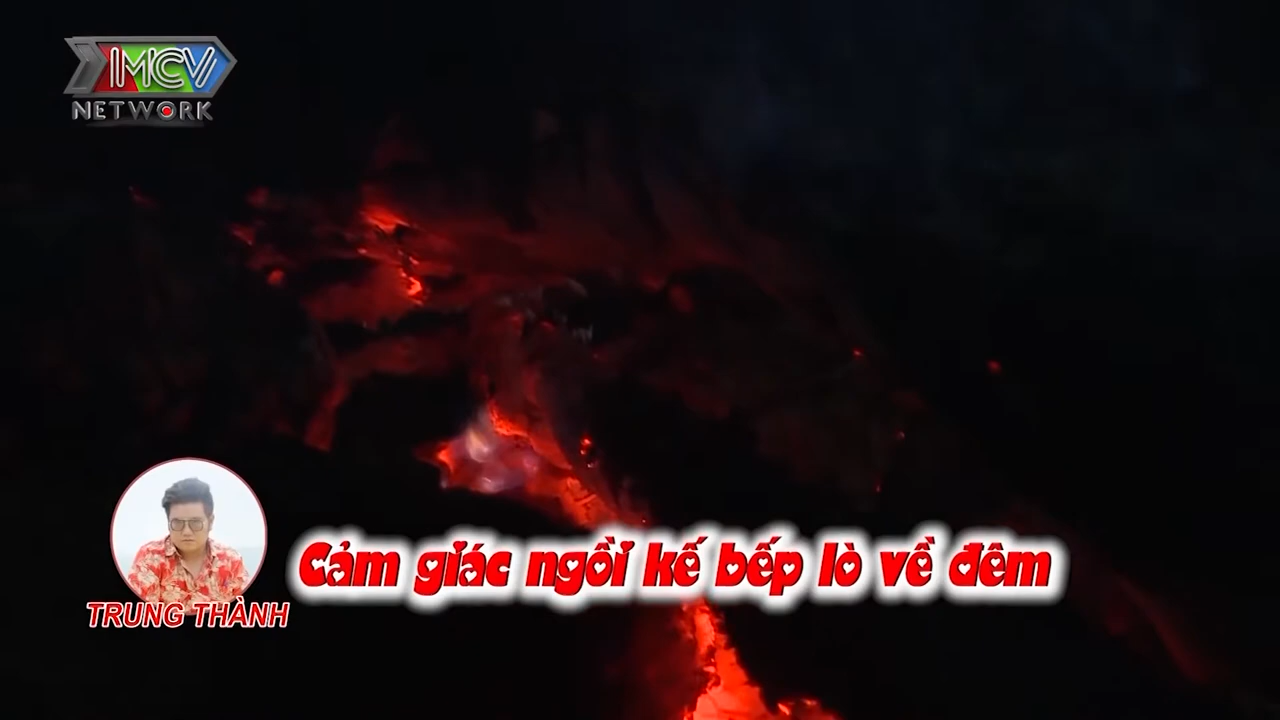 MCV
NETWORK
Cảm giác ngồi kế bếp lò về đêm
TRUNG THÀNH